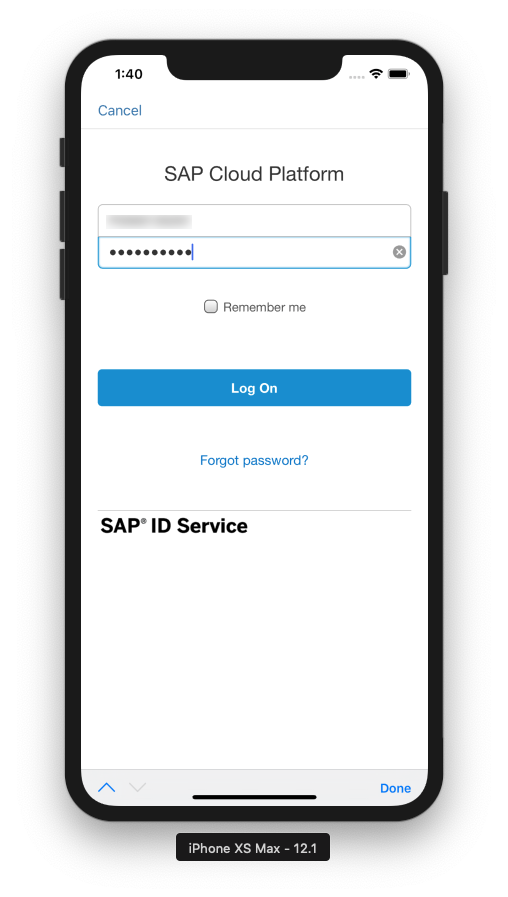 1:40
Cancel
SAP Cloud Platform
••••••••••
Remember me
Log On
Forgot password?
SAP® ID Service
Done
iPhone XS Max - 12.1